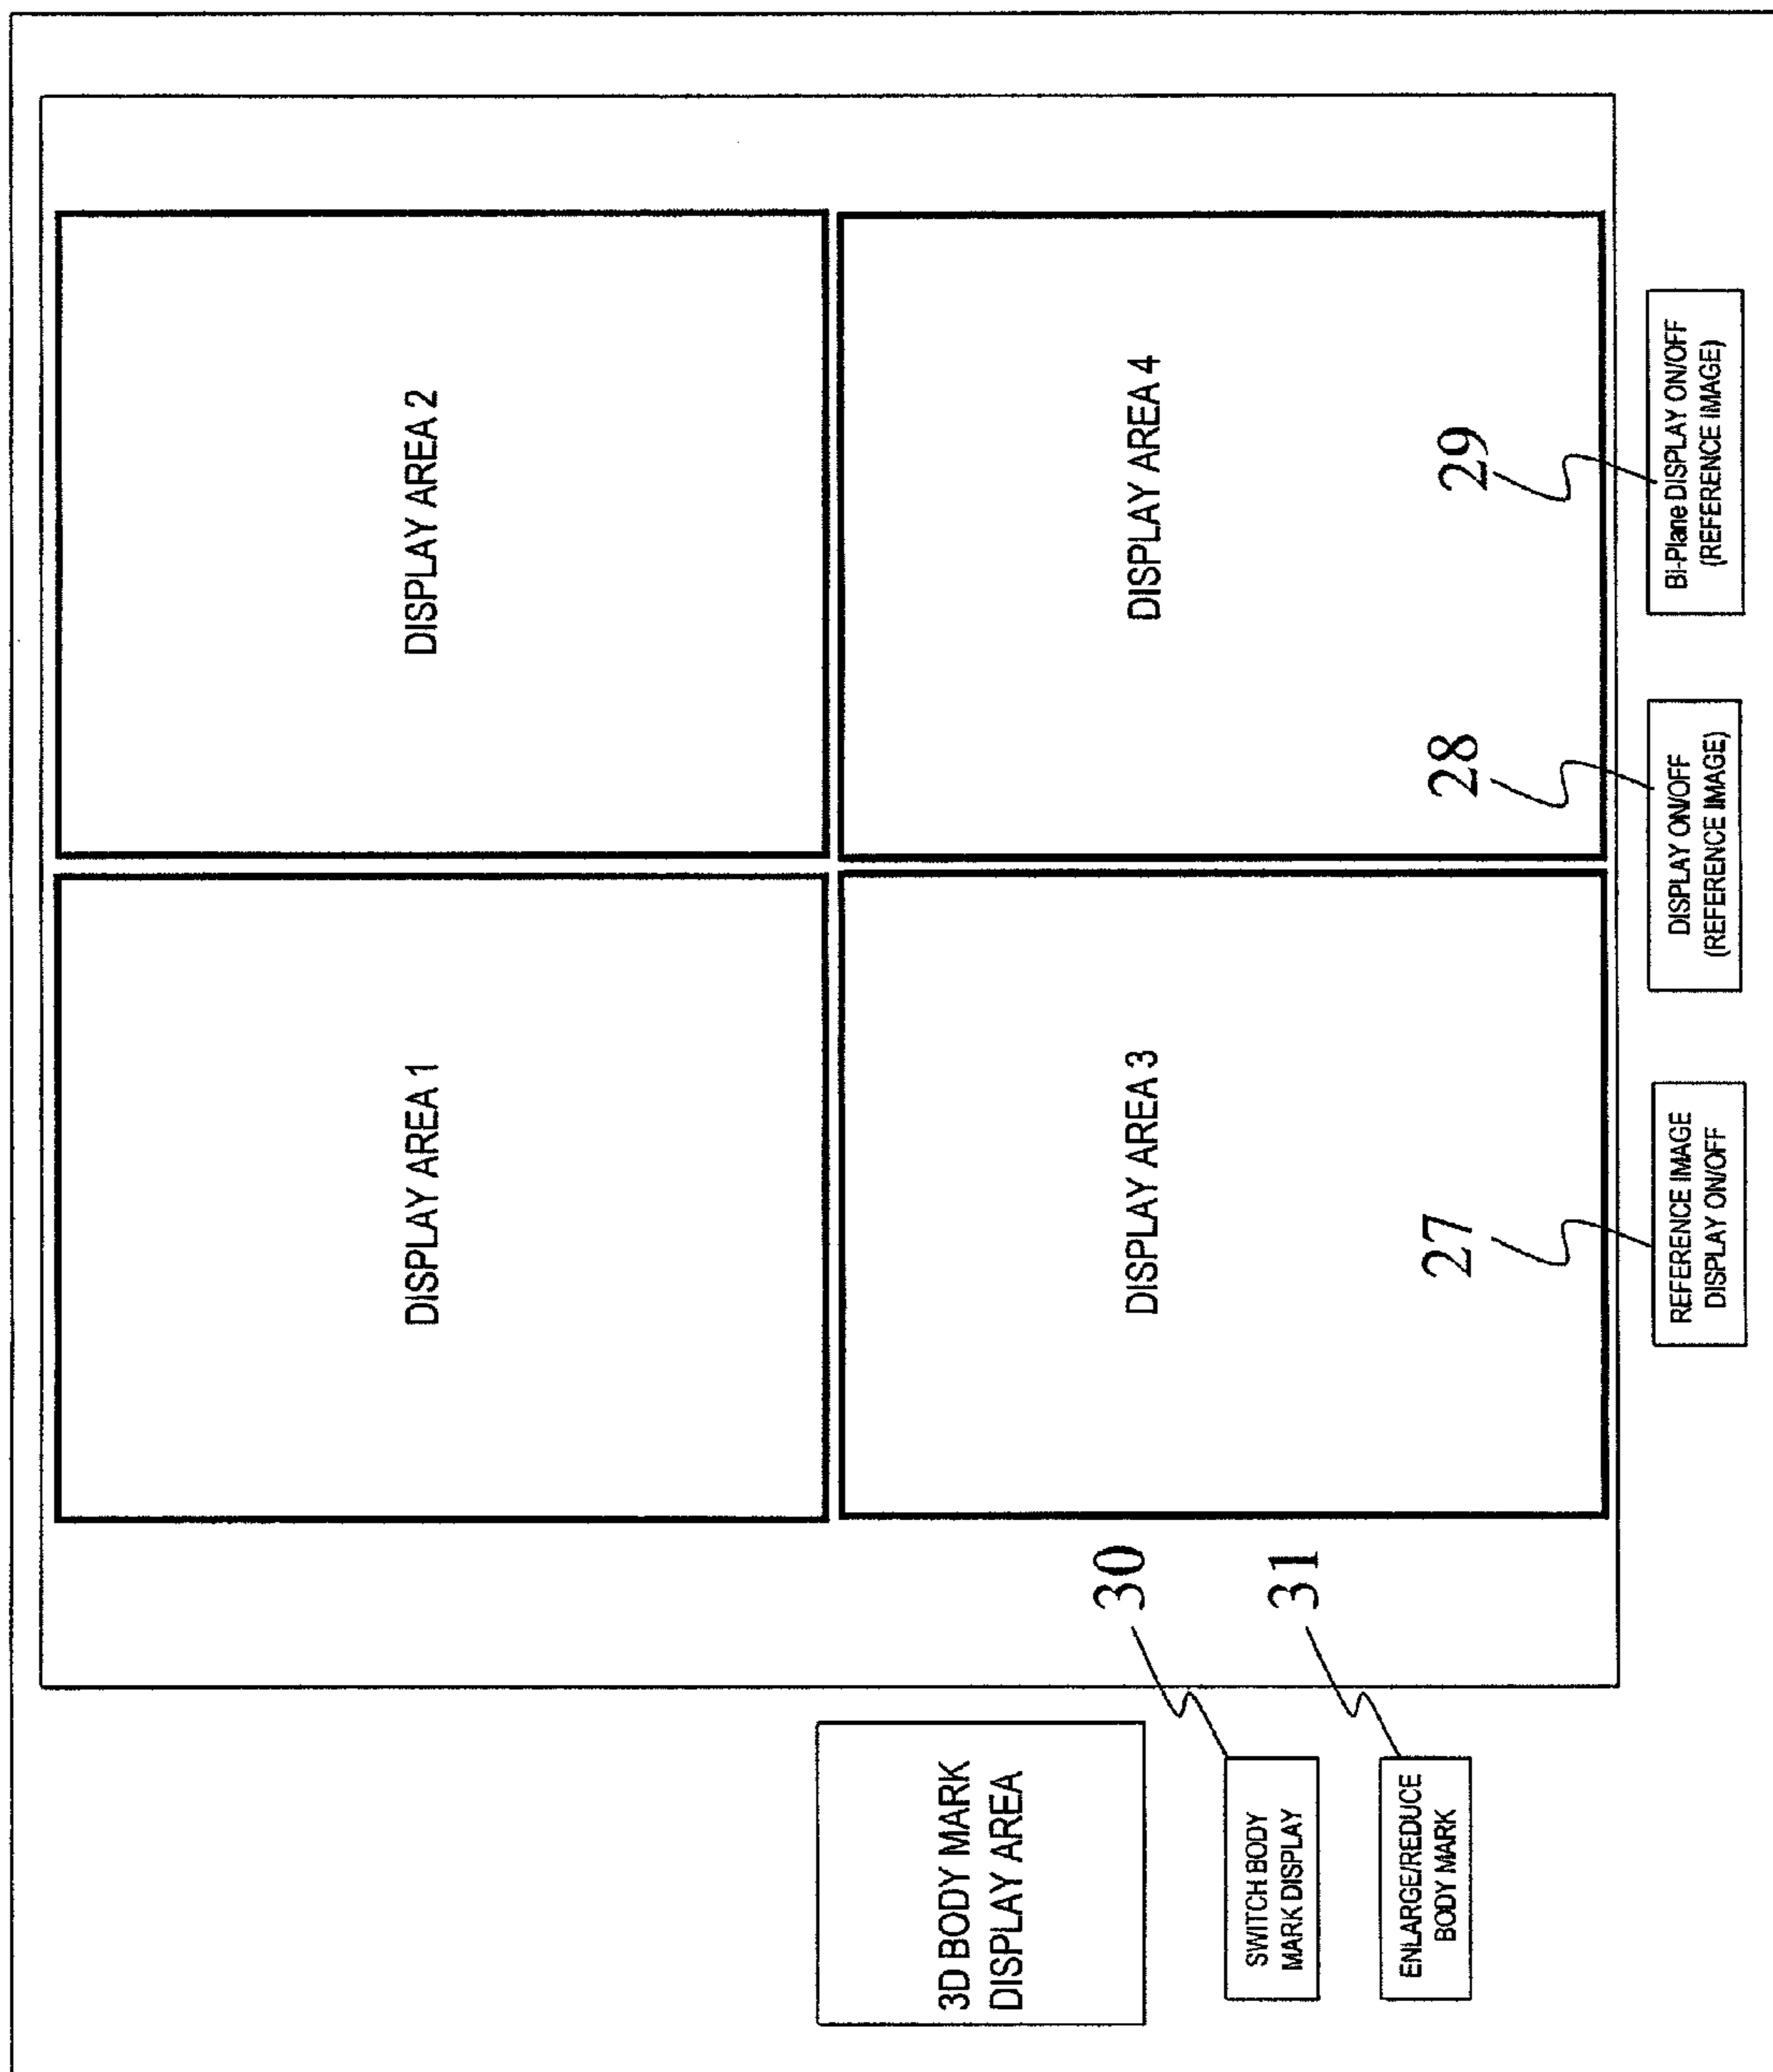 DISPLAY AREA 1
DISPLAY AREA 2
3D BODY MARK
DISPLAY AREA
DISPLAY AREA 3
DISPLAY AREA 4
30
31
SWITCH BODY
MARK DISPLAY
ENLARGE/REDUCE
BODY MARK
27
28
29
REFERENCE IMAGE
DISPLAY ON/OFF
DISPLAY ON/OFF
(REFERENCE IMAGE)
Bi-Plane DISPLAY ON/OFF
(REFERENCE IMAGE)